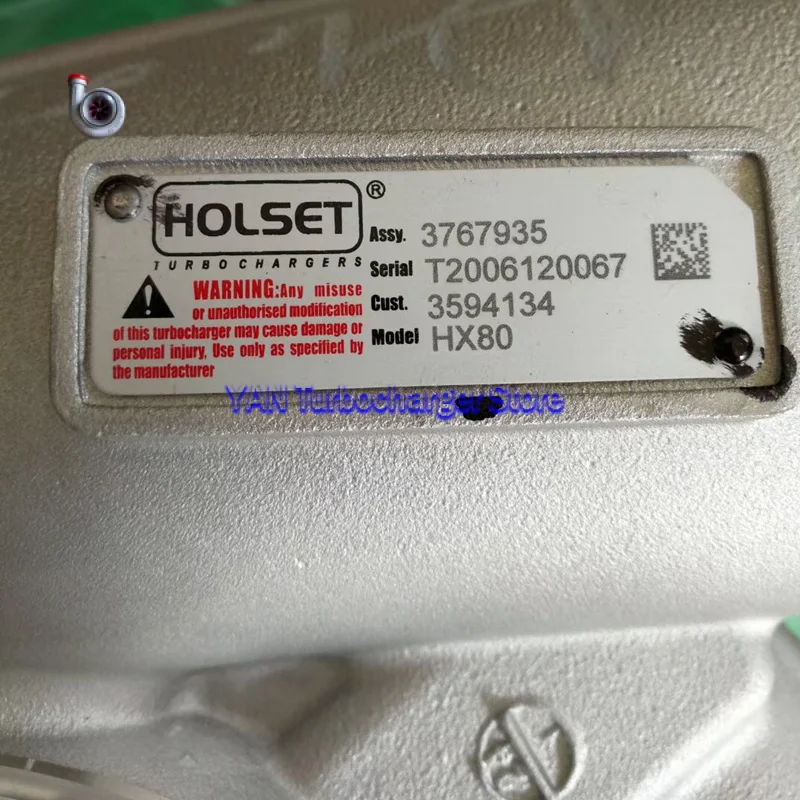 HOLSET®
TURBOCHARGERS
WARNING:Any misuse
or unauthorised modification
of this turbocharger may cause damage or
personal injury, Use only as specified by
the manufacturer
Assy. 3767935
Serial T2006120067
Cust. 3594134
Model HX80
YAN Turbocharger Store